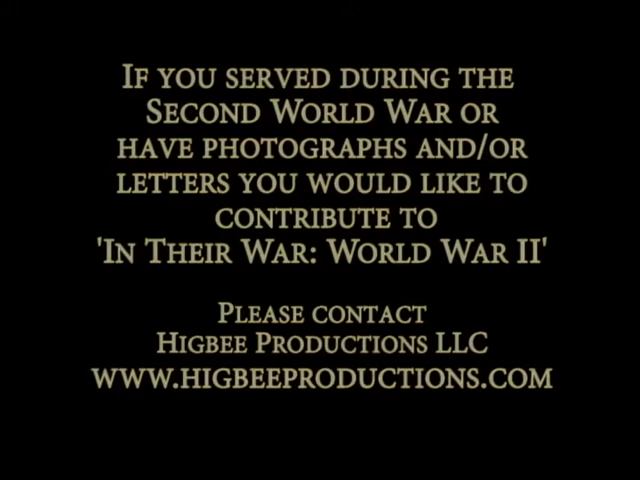 If you served during the
Second World War or
have photographs and/or
letters you would like to
contribute to
'In Their War: World War II'
Please contact
Higbee Productions LLC
www.higbeeproductions.com